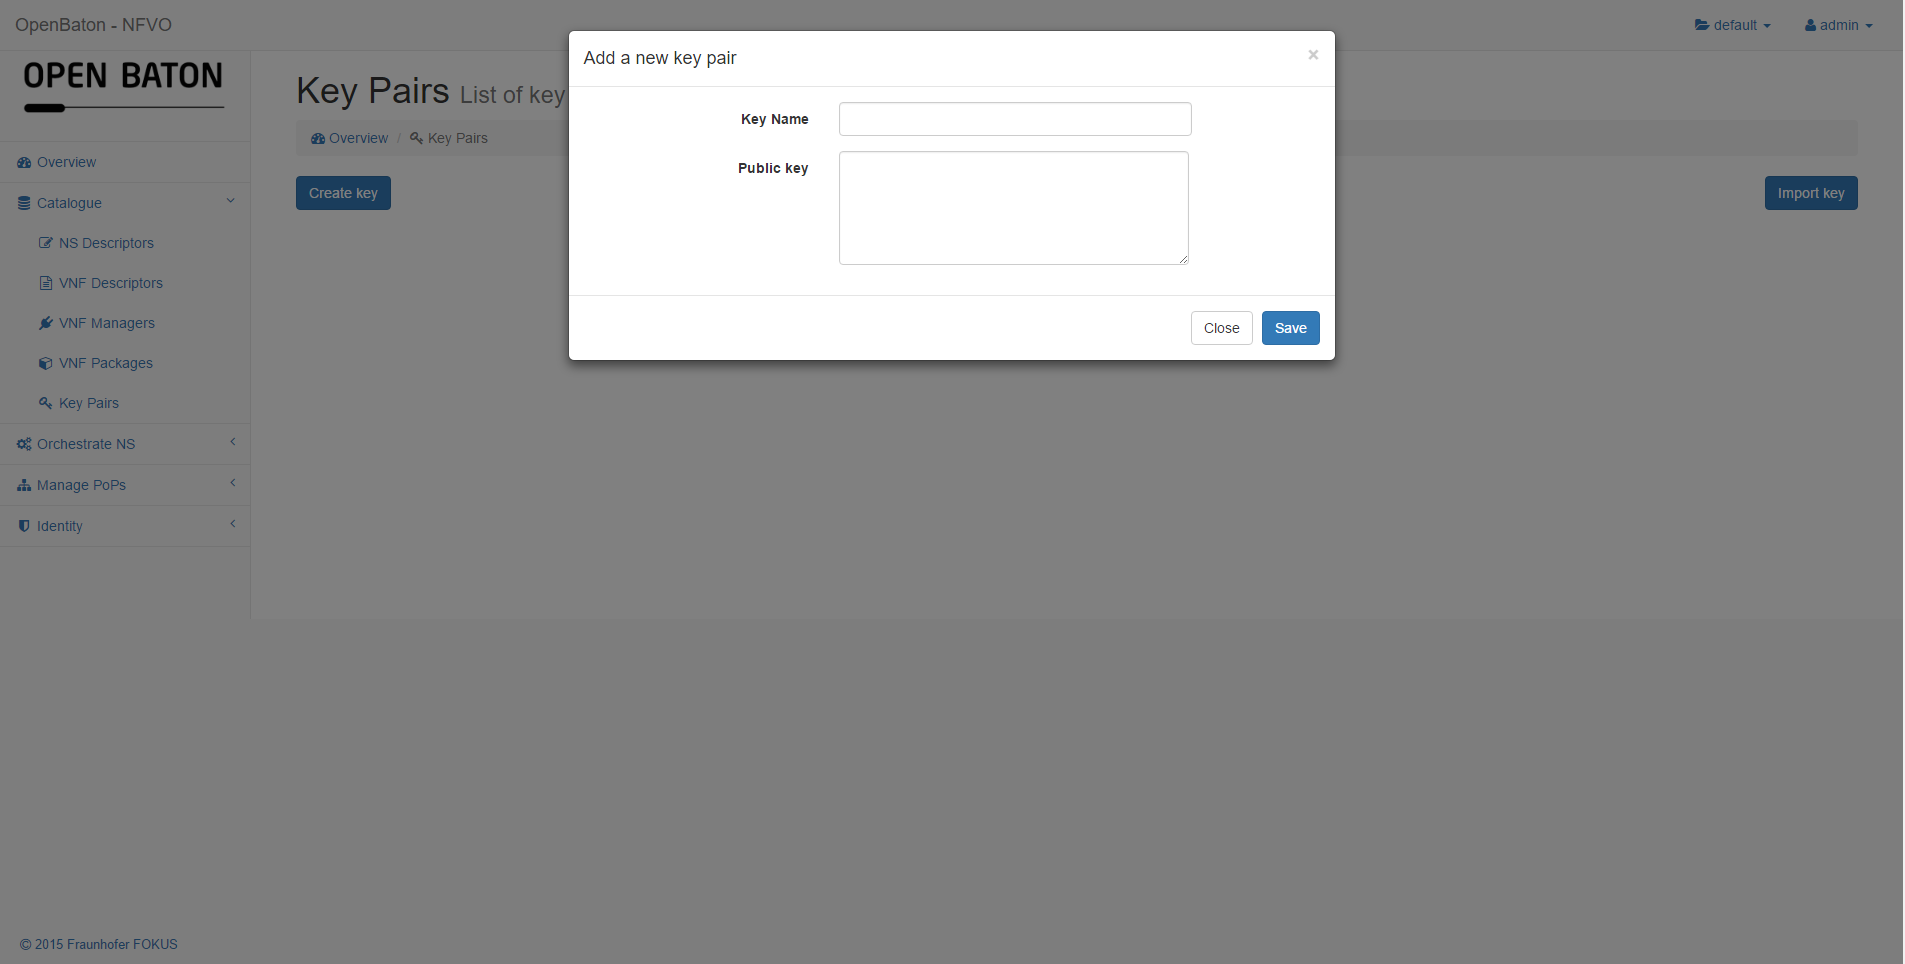 OpenBaton - NFVO
default
admin
OPEN BATON
Add a new key pair
×
Key Name
Public key
Close
Save
Key Pairs List of key
Overview / Key Pairs
Create key
Import key
Overview
Catalogue
NS Descriptors
VNF Descriptors
VNF Managers
VNF Packages
Key Pairs
Orchestrate NS
Manage PoPs
Identity
© 2015 Fraunhofer FOKUS